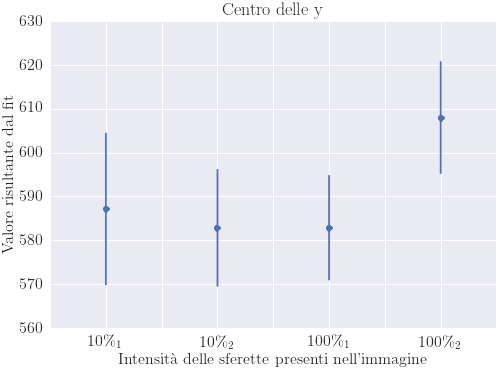 Centro delle y
630
620
610
600
590
580
570
560
Valore risultante dal fit
10%₁ 10%₂ 100%₁ 100%₂
Intensità delle sferette presenti nell'immagine